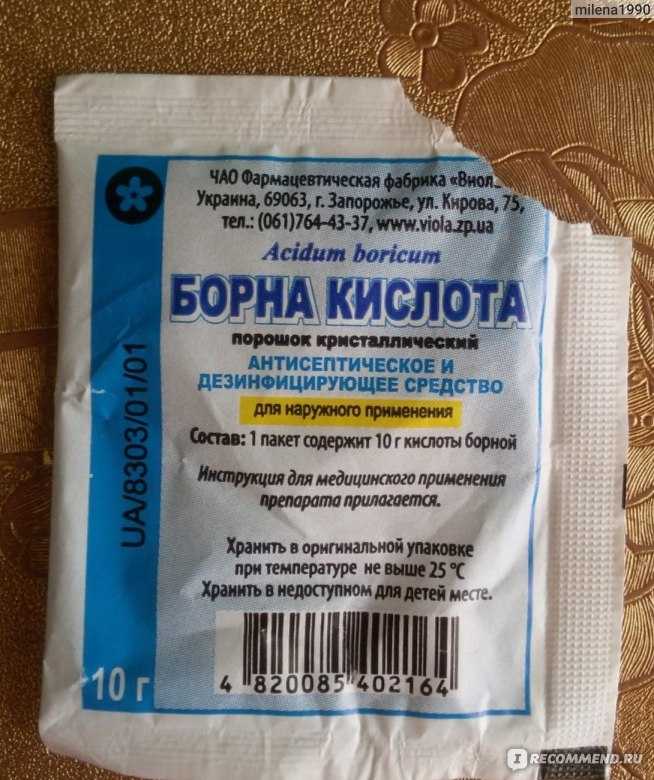 milena1990
ЧАО Фармацевтическая фабрика «Виол
Украина, 69063, г. Запорожье, ул. Кирова, 75,
тел.: (061)764-43-37, www.viola.zp.ua
Acidum boricum
БОРНА КИСЛОТА
порошок кристаллический
АНТИСЕПТИЧЕСКОЕ И
ДЕЗИНФИЦИРУЮЩЕЕ СРЕДСТВО
для наружного применения
Состав: 1 пакет содержит 10 г кислоты борной
Инструкция для медицинского применения
препарата прилагается.
Хранить в оригинальной упаковке
при температуре не выше 25 °С
Хранить в недоступном для детей месте.
UA/8303/01/01
10 г
4 820085 402164
IRECOMMEND.RU